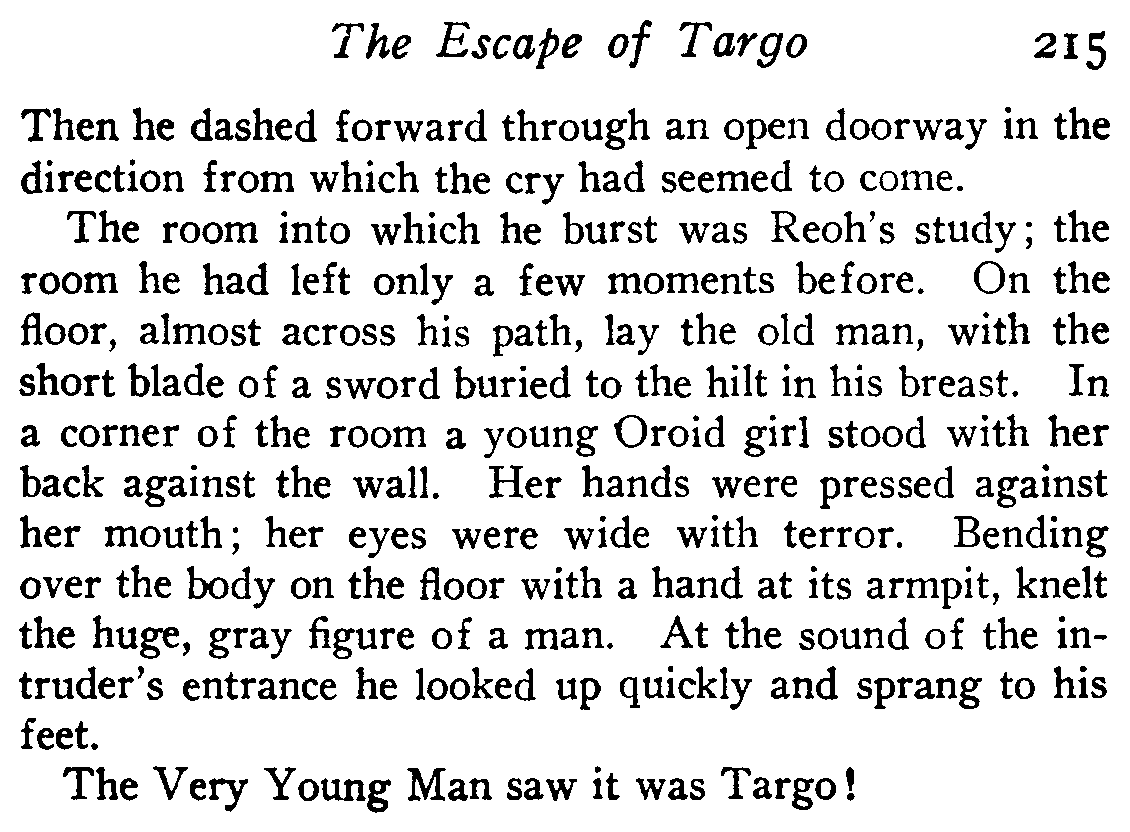 The Escape of Targo 215
Then he dashed forward through an open doorway in the
direction from which the cry had seemed to come.
The room into which he burst was Reoh's study; the
room he had left only a few moments before. On the
floor, almost across his path, lay the old man, with the
short blade of a sword buried to the hilt in his breast. In
a corner of the room a young Oroid girl stood with her
back against the wall. Her hands were pressed against
her mouth; her eyes were wide with terror. Bending
over the body on the floor with a hand at its armpit, knelt
the huge, gray figure of a man. At the sound of the in-
truder's entrance he looked up quickly and sprang to his
feet.
The Very Young Man saw it was Targo!